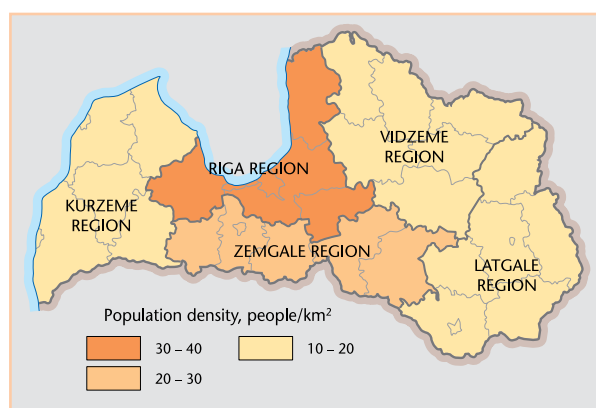 VIDZEME
REGION
RIGA REGION
KURZEME
REGION
ZEMGALE REGION
LATGALE
REGION
Population density, people/km²
30 – 40
10 – 20
20 – 30